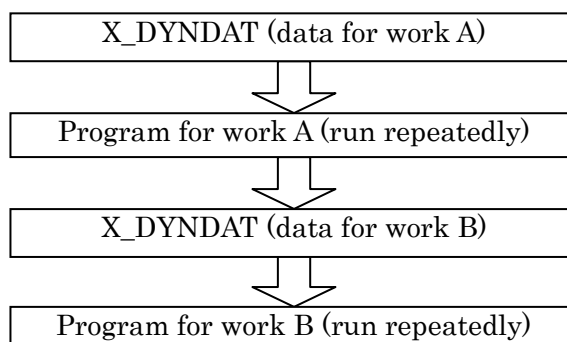 X_DYNDAT (data for work A)
Program for work A (run repeatedly)
X_DYNDAT (data for work B)
Program for work B (run repeatedly)